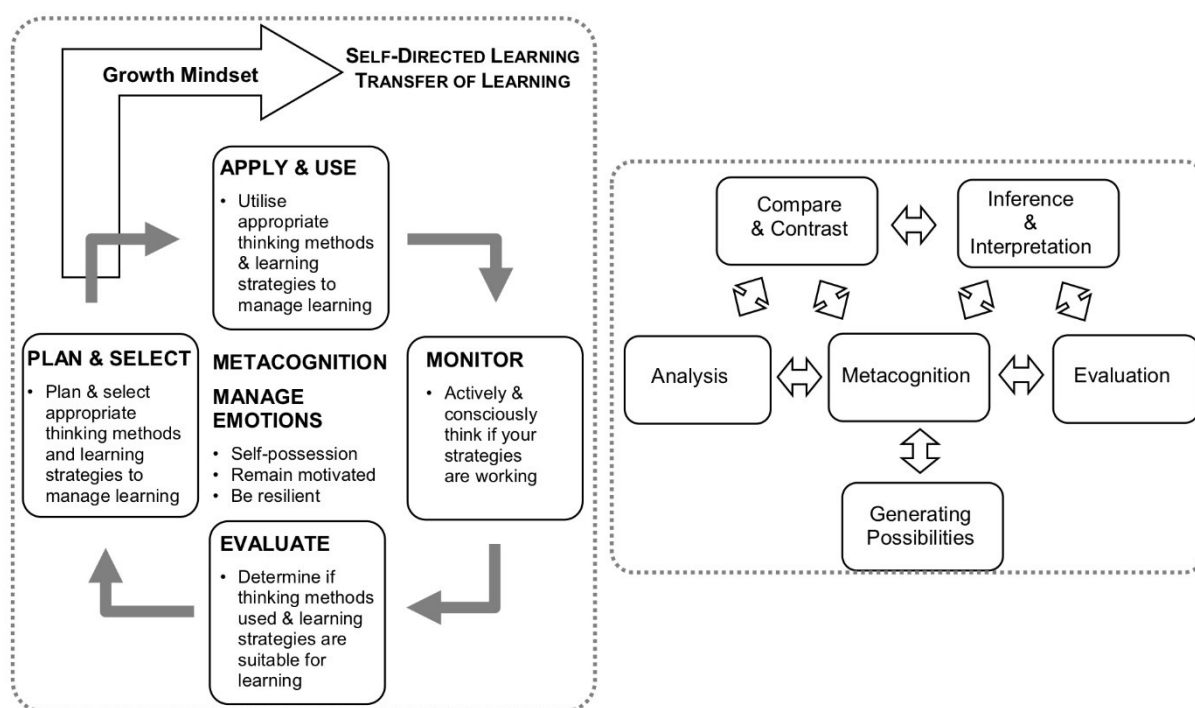 Growth Mindset
SELF-DIRECTED LEARNING
TRANSFER OF LEARNING
APPLY & USE
• Utilise
appropriate
thinking methods
& learning
strategies to
manage learning
PLAN & SELECT
• Plan & select
appropriate
thinking methods
and learning
strategies to
manage learning
METACOGNITION
MANAGE
EMOTIONS
• Self-possession
• Remain motivated
• Be resilient
MONITOR
• Actively &
consciously
think if your
strategies
are working
EVALUATE
• Determine if
thinking methods
used & learning
strategies are
suitable for
learning
Compare
& Contrast
Inference
&
Interpretation
Analysis
Metacognition
Evaluation
Generating
Possibilities